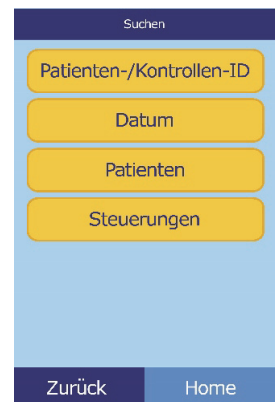 Suchen
Patienten-/Kontrollen-ID
Datum
Patienten
Steuerungen
Zurück
Home